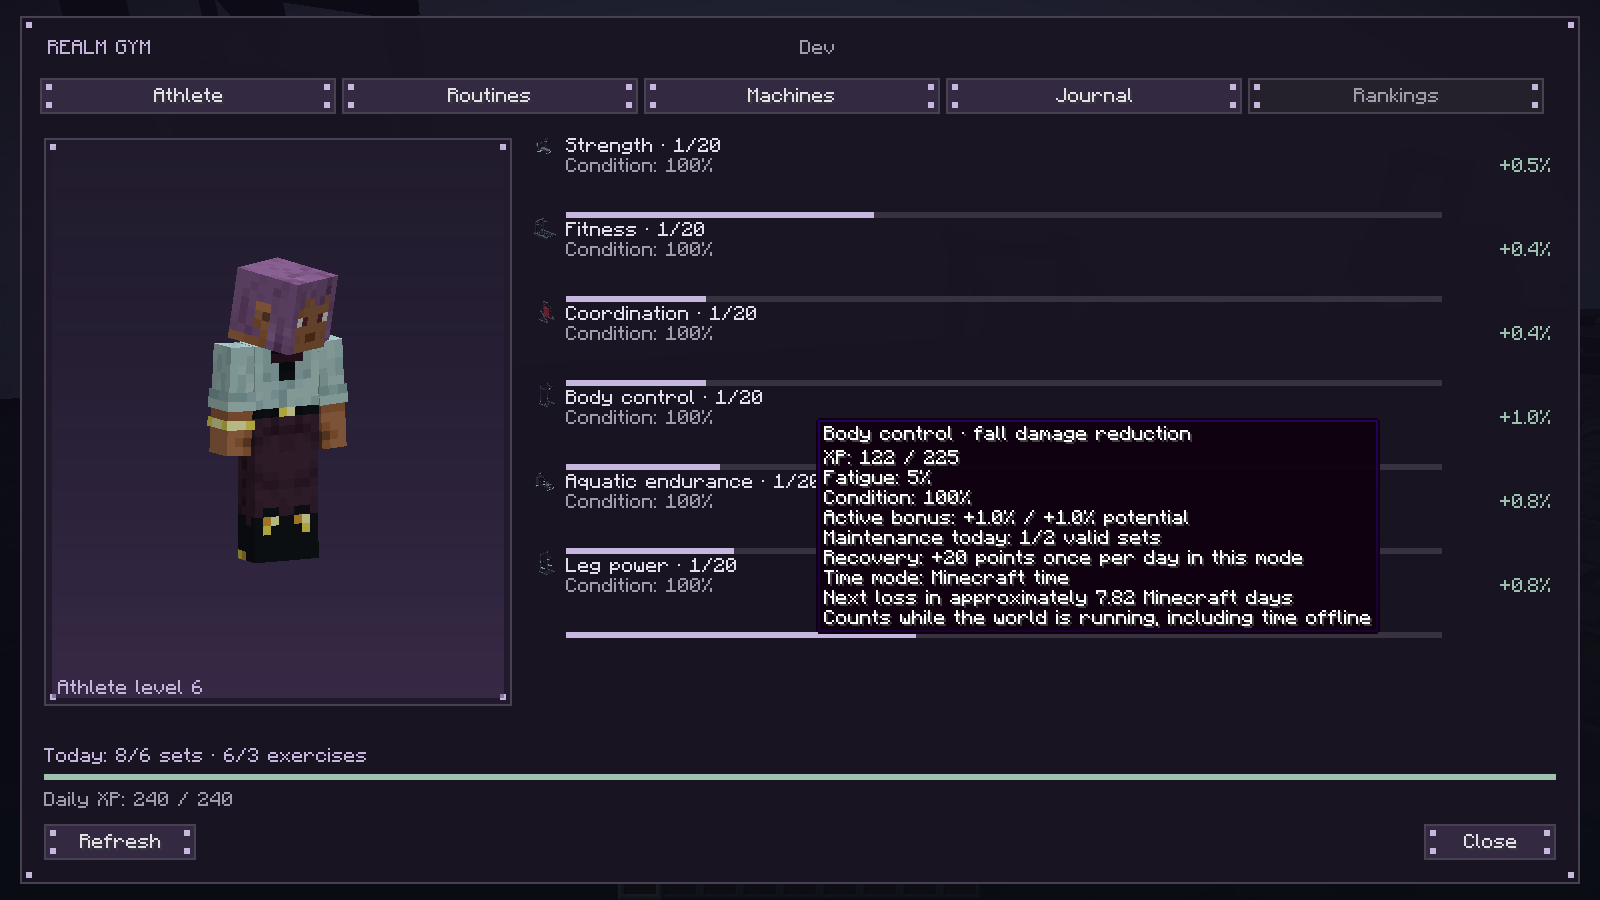 REALM GYM
Dev
Athlete
Routines
Machines
Journal
Rankings
Strength · 1/20
Condition: 100%
+0.5%
Fitness · 1/20
Condition: 100%
+0.4%
Coordination · 1/20
Condition: 100%
+0.4%
Body control · 1/20
Condition: 100%
+1.0%
Aquatic endurance · 1/20
Condition: 100%
+0.8%
Leg power · 1/20
Condition: 100%
+0.8%
Body control · fall damage reduction
XP: 122 / 225
Fatigue: 5%
Condition: 100%
Active bonus: +1.0% / +1.0% potential
Maintenance today: 1/2 valid sets
Recovery: +20 points once per day in this mode
Time mode: Minecraft time
Next loss in approximately 7.82 Minecraft days
Counts while the world is running, including time offline
Athlete level 6
Today: 8/6 sets · 6/3 exercises
Daily XP: 240 / 240
Refresh
Close